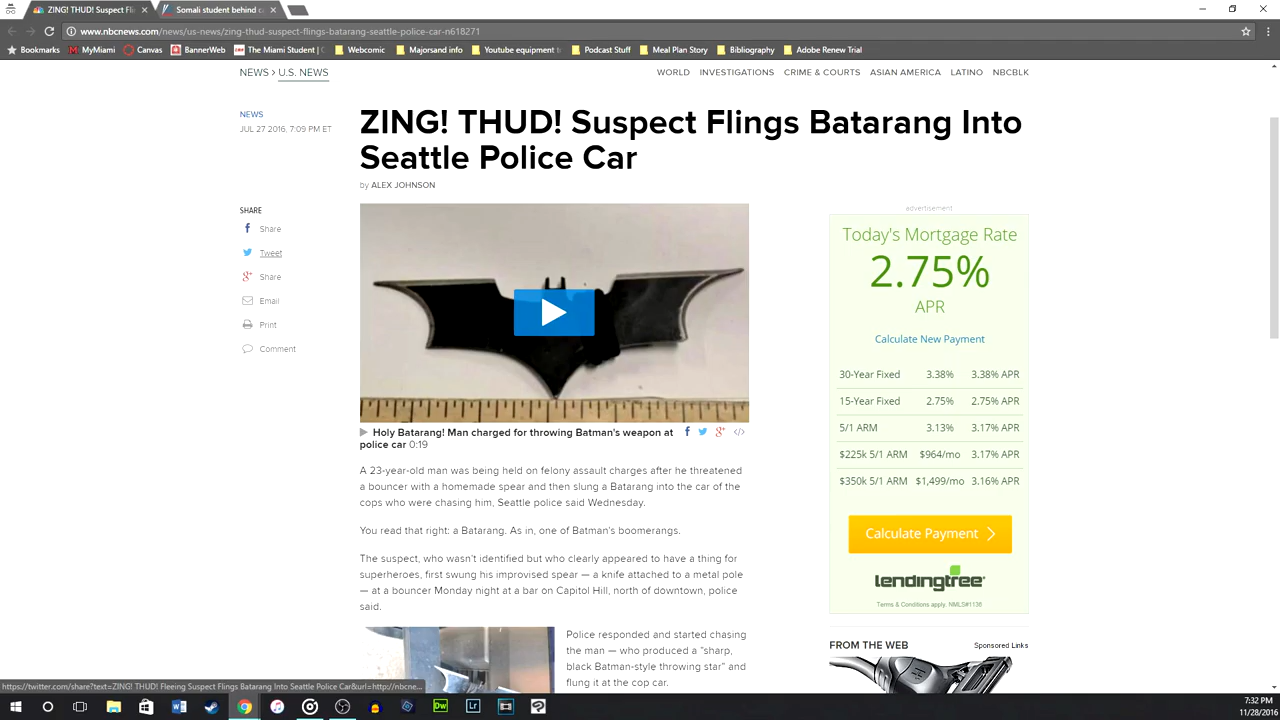 ZING! THUD! Suspect Fli
Somali student behind c
www.nbcnews.com/news/us-news/zing-thud-suspect-flings-batarang-seattle-police-car-n618271
Bookmarks MyMiami Canvas BannerWeb The Miami Student | Webcomic Majorsand info Youtube equipment Podcast Stuff Meal Plan Story Bibliography Adobe Renew Trial
NEWS > U.S. NEWS
WORLD INVESTIGATIONS CRIME & COURTS ASIAN AMERICA LATINO NBCBLK
NEWS
JUL 27 2016, 7:09 PM ET
ZING! THUD! Suspect Flings Batarang Into
Seattle Police Car
by ALEX JOHNSON
SHARE
Share
Tweet
Share
Email
Print
Comment
Holy Batarang! Man charged for throwing Batman's weapon at
police car 0:19
A 23-year-old man was being held on felony assault charges after he threatened
a bouncer with a homemade spear and then slung a Batarang into the car of the
cops who were chasing him, Seattle police said Wednesday.
You read that right: a Batarang. As in, one of Batman's boomerangs.
The suspect, who wasn't identified but who clearly appeared to have a thing for
superheroes, first swung his improvised spear — a knife attached to a metal pole
— at a bouncer Monday night at a bar on Capitol Hill, north of downtown, police
said.
Police responded and started chasing
the man — who produced a "sharp,
black Batman-style throwing star" and
flung it at the cop car.
advertisement
Today's Mortgage Rate
2.75%
APR
Calculate New Payment
30-Year Fixed 3.38% 3.38% APR
15-Year Fixed 2.75% 2.75% APR
5/1 ARM 3.13% 3.17% APR
$225k 5/1 ARM $964/mo 3.17% APR
$350k 5/1 ARM $1,499/mo 3.16% APR
Calculate Payment
lendingtree
Terms & Conditions apply. NMLS#1136
FROM THE WEB Sponsored Links
https://twitter.com/share?text=ZING! THUD! Fleeing Suspect Flings Batarang Into Seattle Police Car&url=http://nbcne...
Dw Lr
7:32 PM
11/28/2016